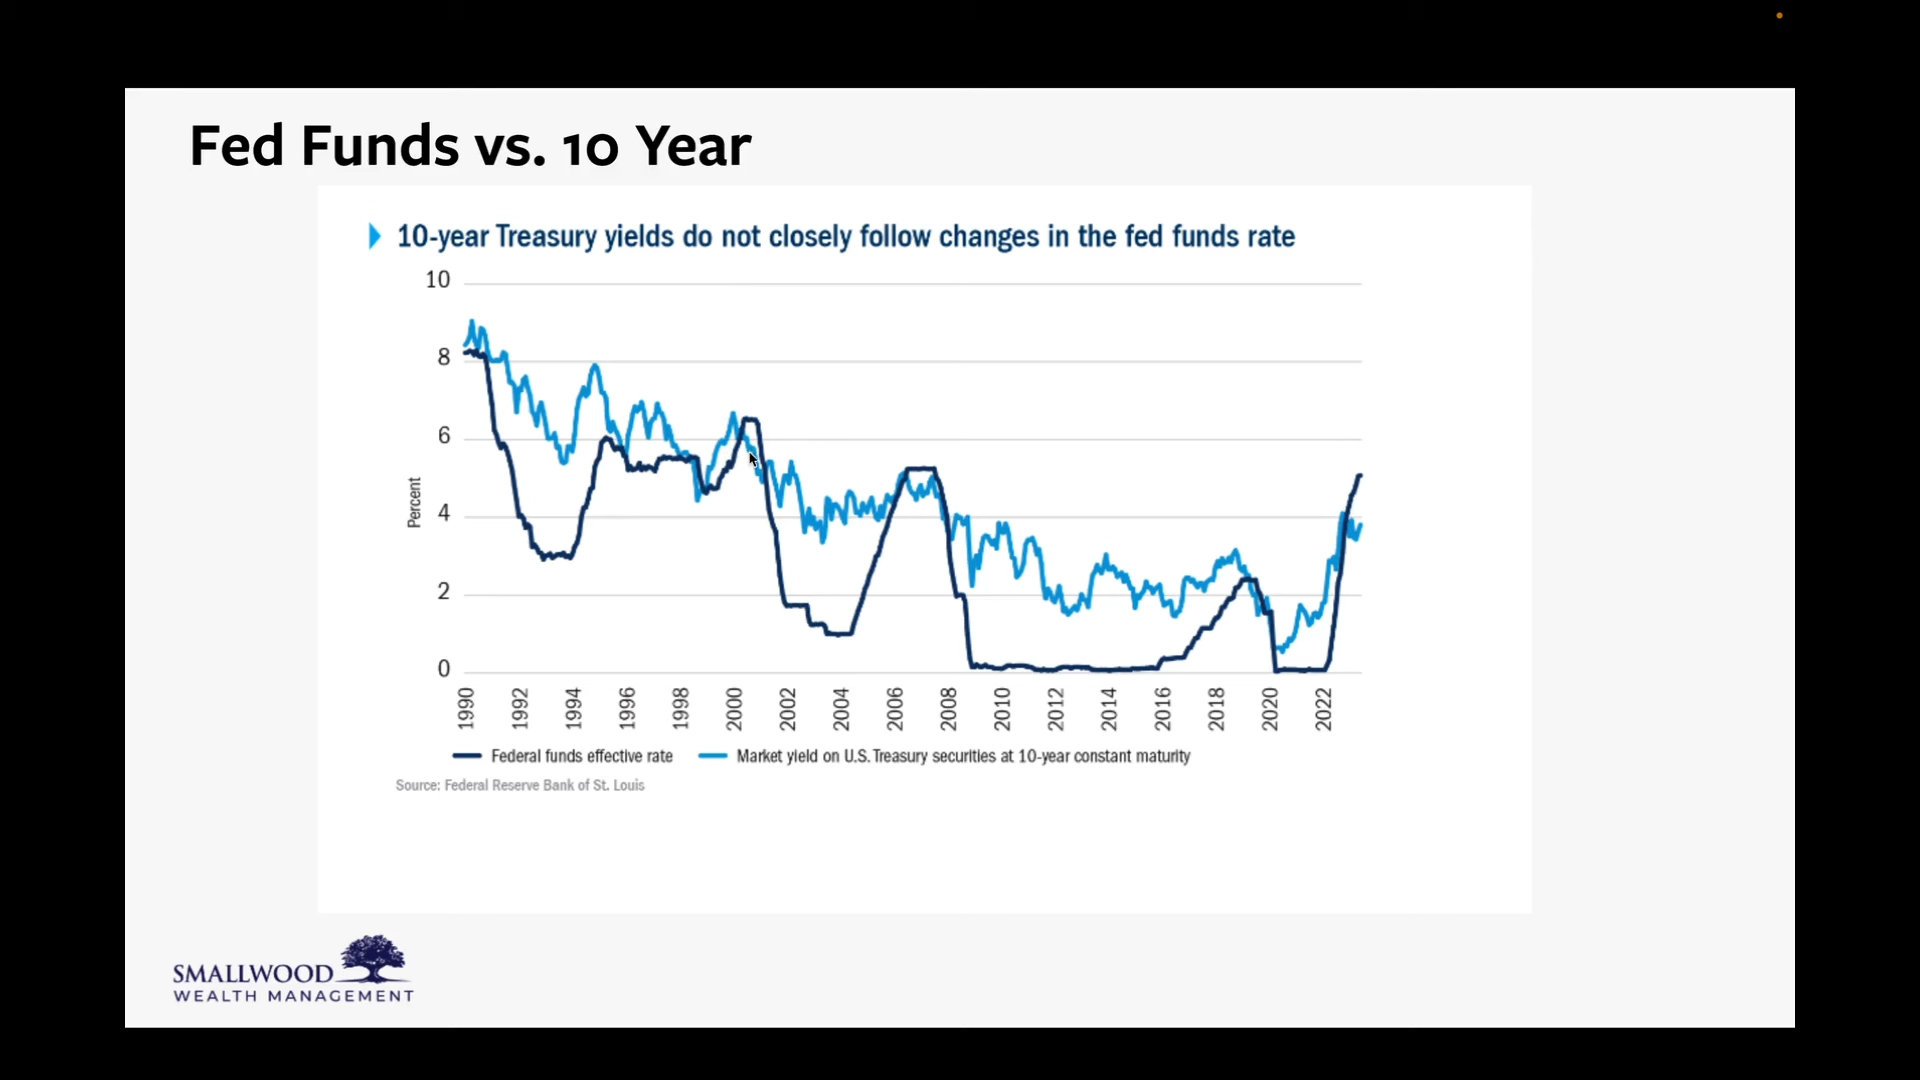 Fed Funds vs. 10 Year
10-year Treasury yields do not closely follow changes in the fed funds rate
10
8
6
4
2
0
Percent
1990
1992
1994
1996
1998
2000
2002
2004
2006
2008
2010
2012
2014
2016
2018
2020
2022
Federal funds effective rate
Market yield on U.S. Treasury securities at 10-year constant maturity
Source: Federal Reserve Bank of St. Louis
SMALLWOOD
WEALTH MANAGEMENT